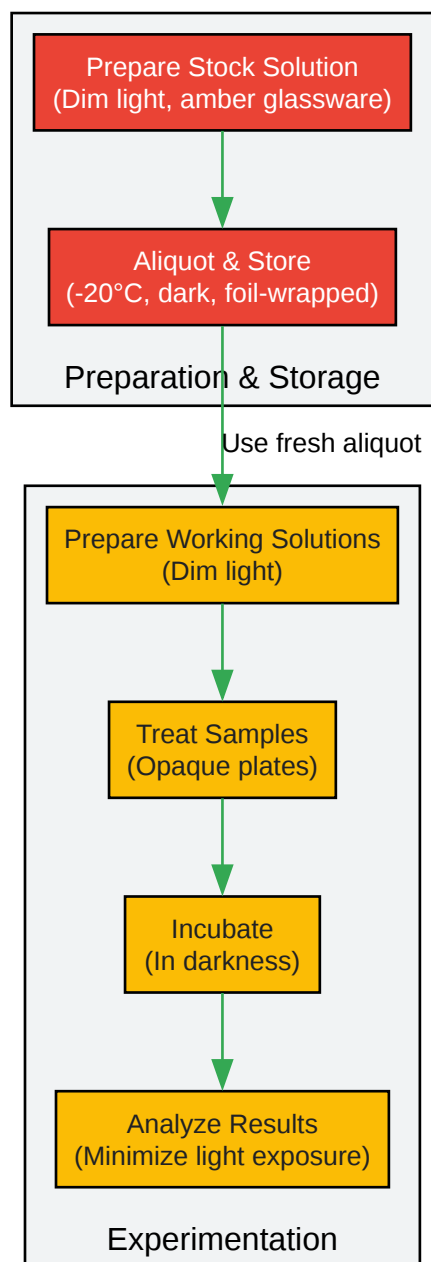 Prepare Stock Solution
(Dim light, amber glassware)
Aliquot & Store
(-20°C, dark, foil-wrapped)
Preparation & Storage
Use fresh aliquot
Prepare Working Solutions
(Dim light)
Treat Samples
(Opaque plates)
Incubate
(In darkness)
Analyze Results
(Minimize light exposure)
Experimentation